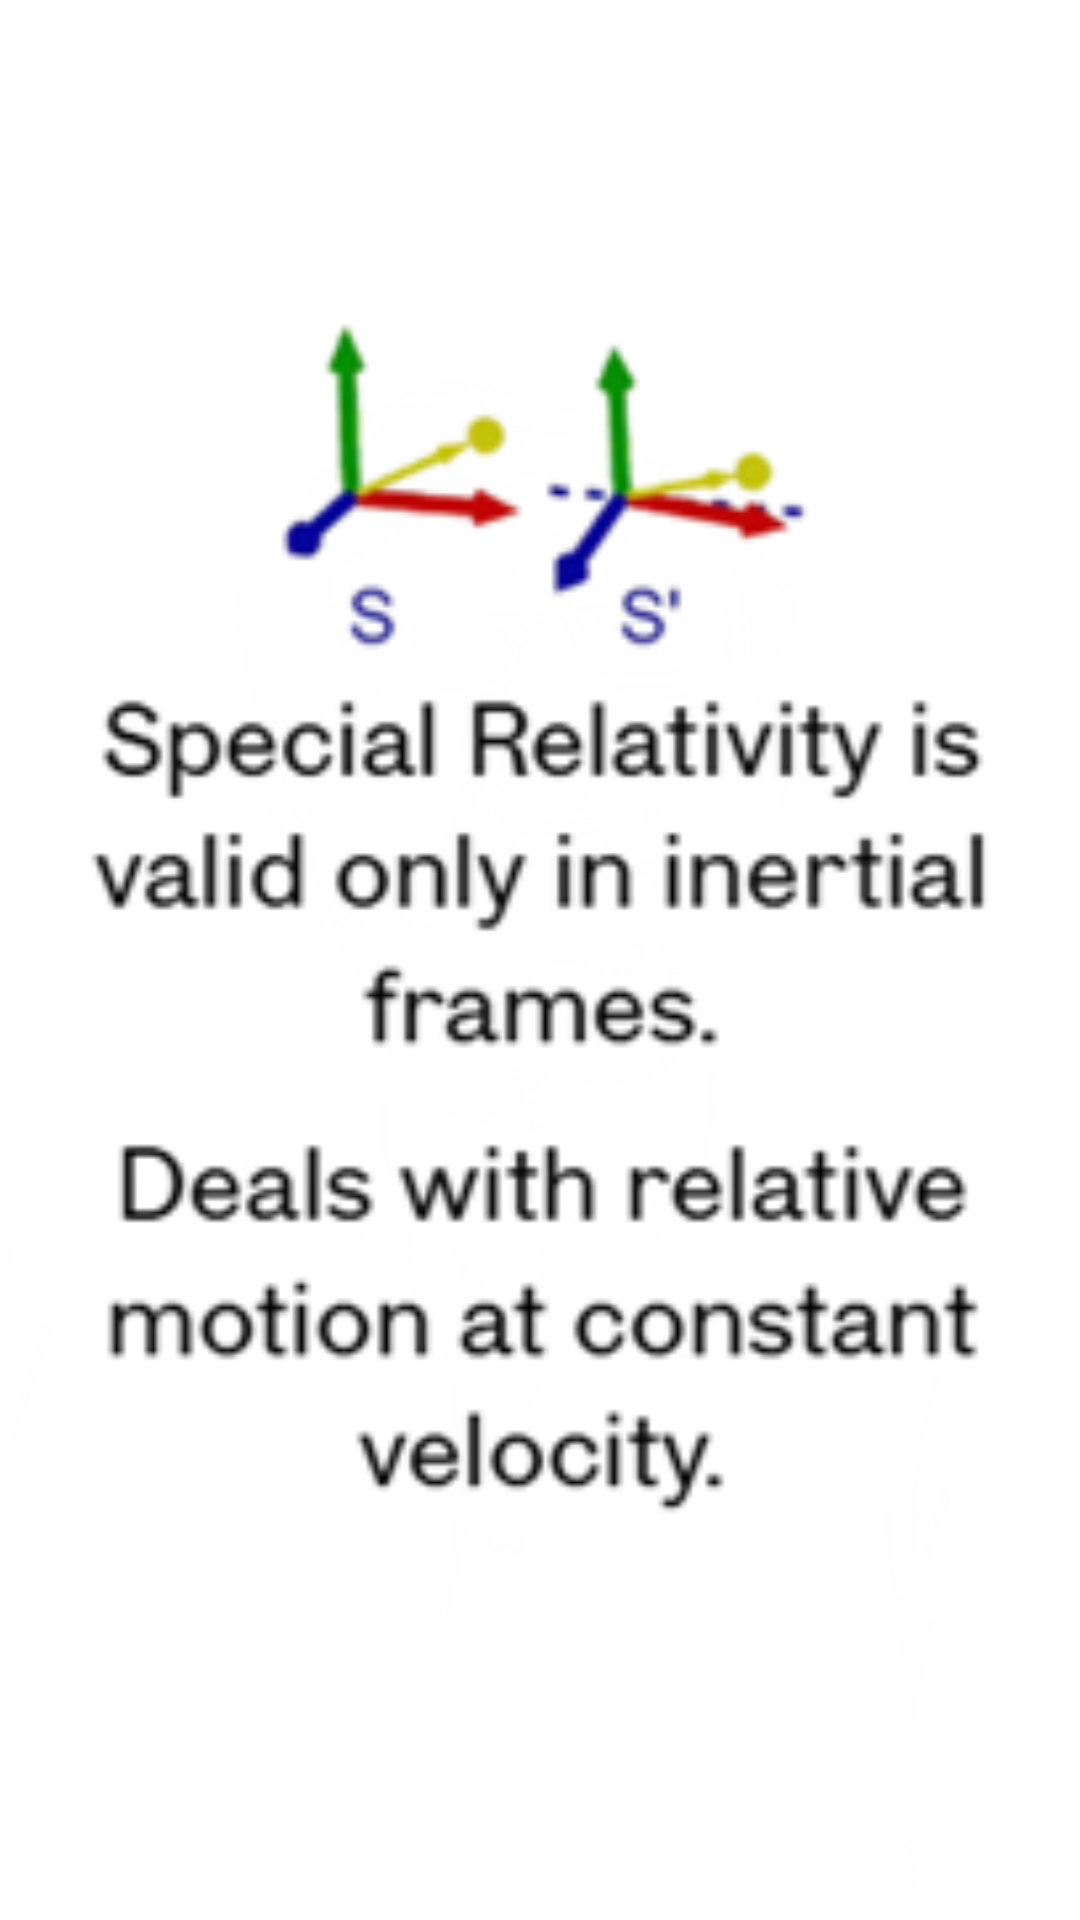 S S'
Special Relativity is
valid only in inertial
frames.
Deals with relative
motion at constant
velocity.